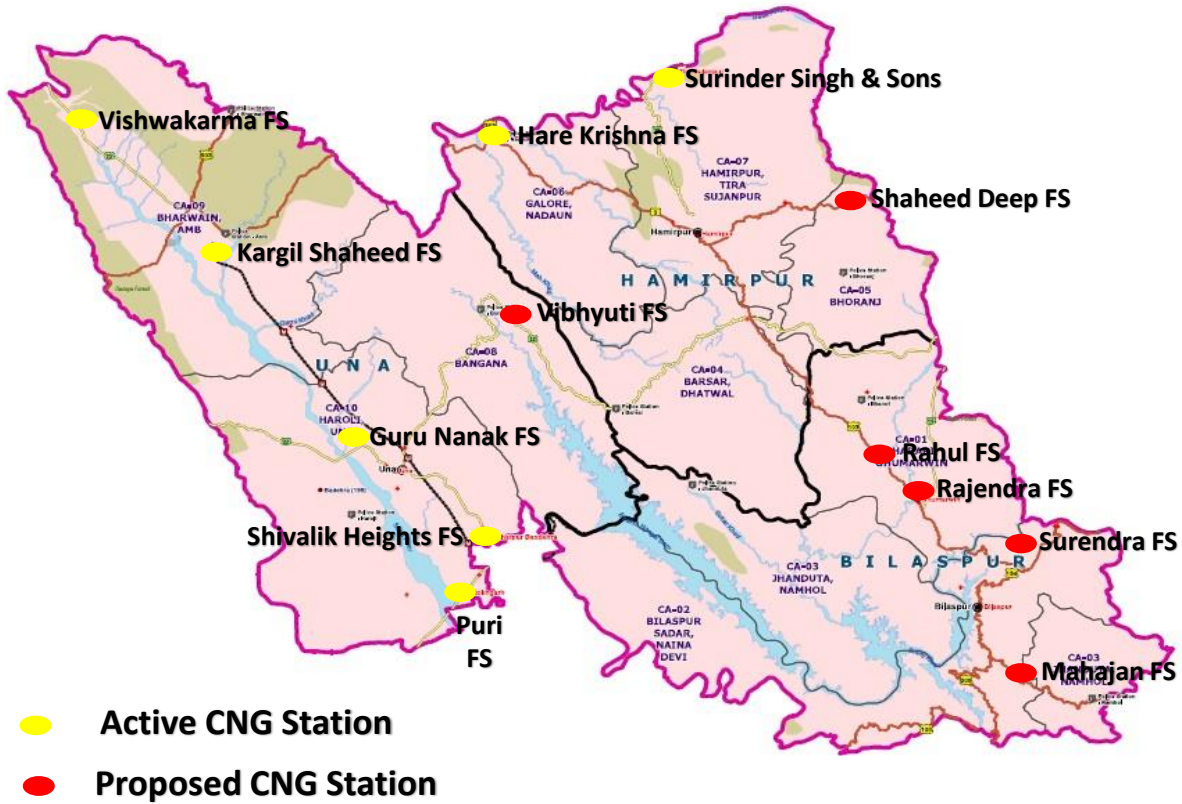 Surinder Singh & Sons
Vishwakarma FS
Hare Krishna FS
CA-07
HAMIRPUR,
TIRA
SUJANPUR
CA-06
GALORE,
NADAUN
Shaheed Deep FS
CA-09
BHARWAIN,
AMB
Hamirpur
Kargil Shaheed FS
HAMIRPUR
CA-05
BHORANJ
Vibhyuti FS
UNA
CA-08
BANGANA
CA-04
BARSAR,
DHATWAL
CA-10
HAROLI
Guru Nanak FS
CA-01
Rahul FS
Una
Rajendra FS
Shivalik Heights FS
Surendra FS
BILASPUR
CA-03
JHANDUTA,
NAMHOL
Puri
FS
Bilaspur
CA-02
BILASPUR
SADAR,
NAINA
DEVI
CA-03
NAMHOL
Mahajan FS
Active CNG Station
Proposed CNG Station